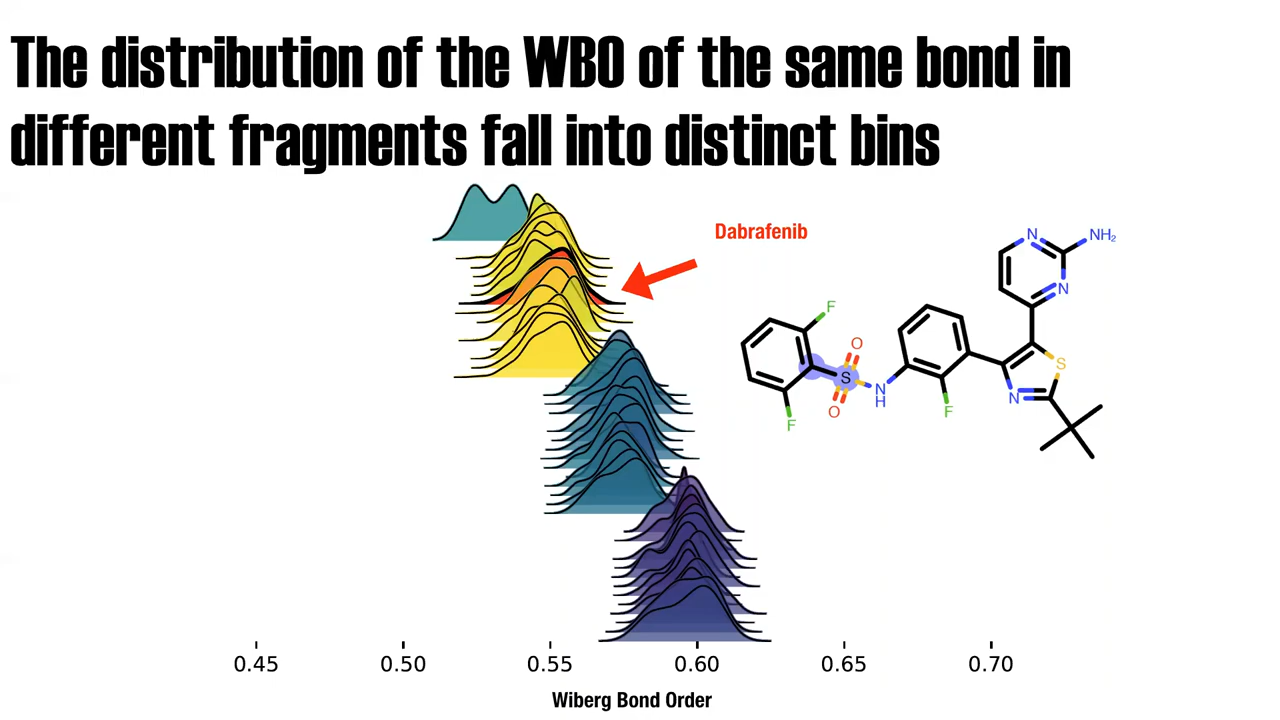 The distribution of the WBO of the same bond in
different fragments fall into distinct bins
Dabrafenib
N
NH₂
N
F
O
S
S
N
H
N
O
F
F
0.45 0.50 0.55 0.60 0.65 0.70
Wiberg Bond Order